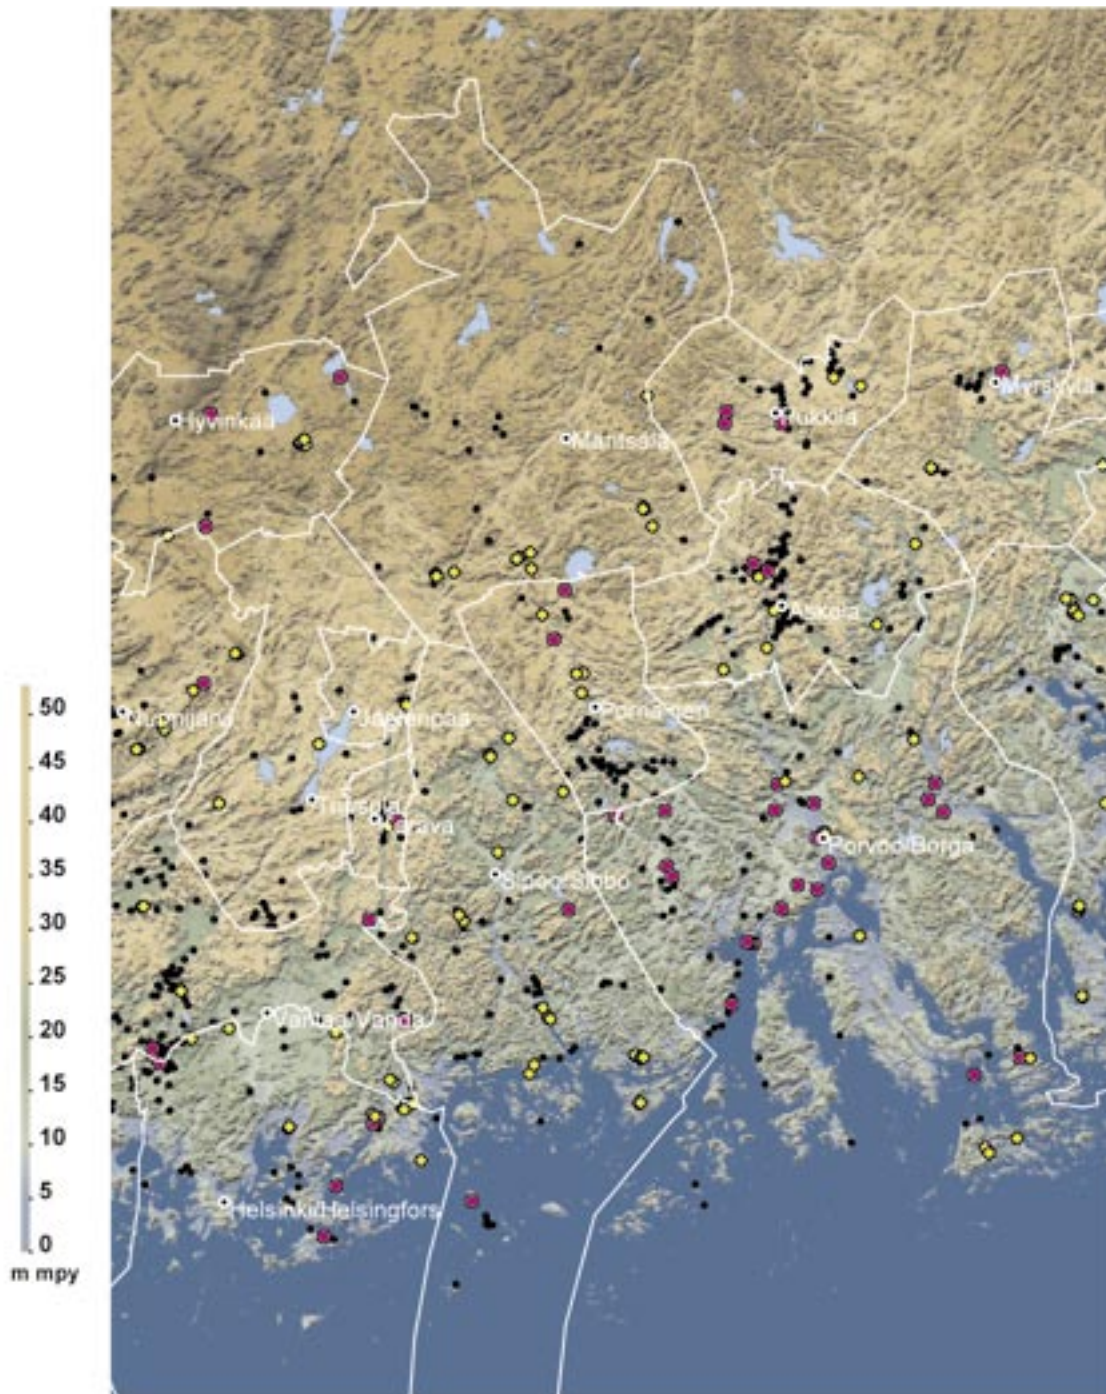 Hyvinkää
Mäntsälä
Pukkila
Myrskylä
Askola
Nurmijärvi
Järvenpää
Pornainen
Tuusula
Kerava
Sipoo/Sibbo
Porvoo/Borgå
Vantaa/Vanda
Helsinki/Helsingfors
50
45
40
35
30
25
20
15
10
5
0
m mpy